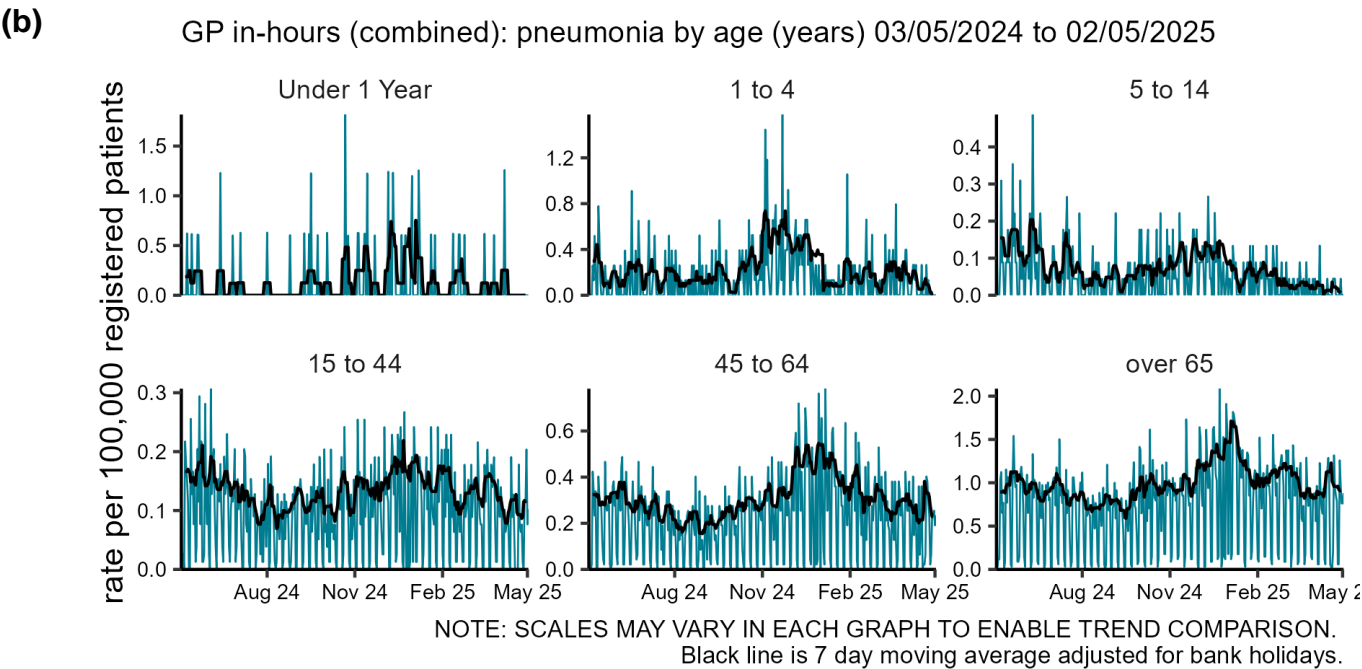 (b)
GP in-hours (combined): pneumonia by age (years) 03/05/2024 to 02/05/2025
rate per 100,000 registered patients
Under 1 Year
1.5
1.0
0.5
0.0
1 to 4
1.2
0.8
0.4
0.0
5 to 14
0.4
0.3
0.2
0.1
0.0
15 to 44
0.3
0.2
0.1
0.0
Aug 24 Nov 24 Feb 25 May 25
45 to 64
0.6
0.4
0.2
0.0
Aug 24 Nov 24 Feb 25 May 25
over 65
2.0
1.5
1.0
0.5
0.0
Aug 24 Nov 24 Feb 25 May 2
NOTE: SCALES MAY VARY IN EACH GRAPH TO ENABLE TREND COMPARISON.
Black line is 7 day moving average adjusted for bank holidays.